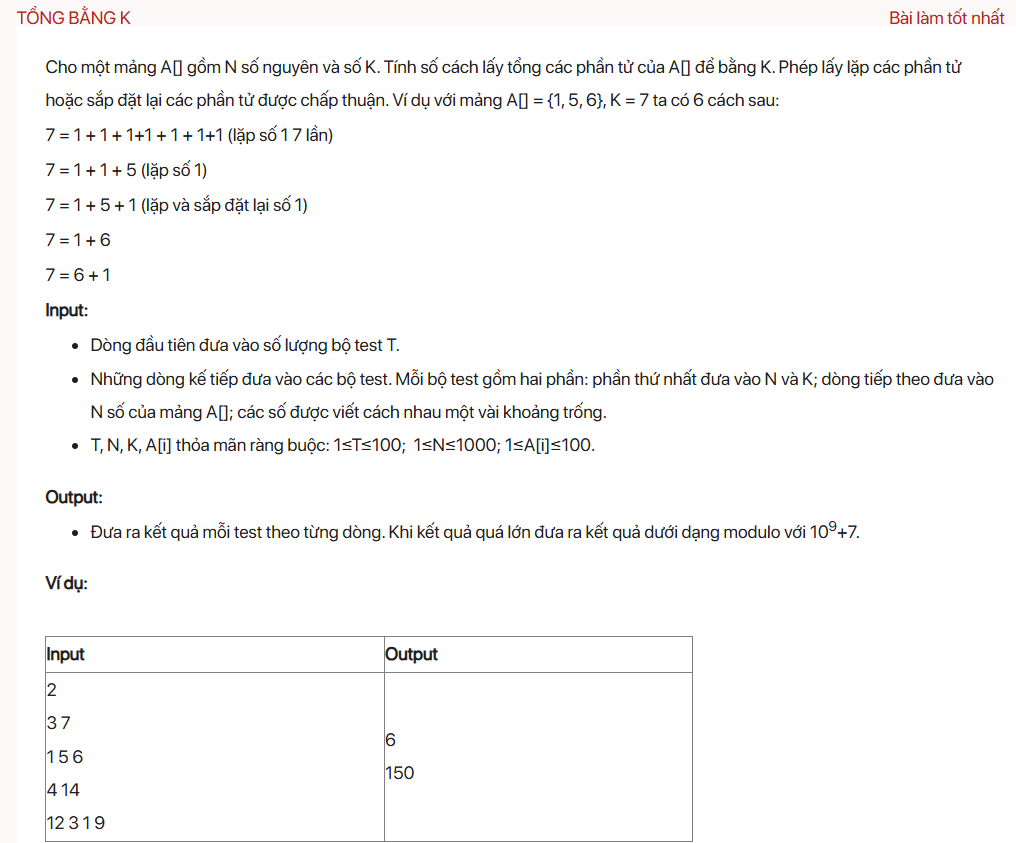 TỔNG BẰNG K
Bài làm tốt nhất
Cho một mảng A[] gồm N số nguyên và số K. Tính số cách lấy tổng các phần tử của A[] để bằng K. Phép lấy lặp các phần tử
hoặc sắp đặt lại các phần tử được chấp thuận. Ví dụ với mảng A[] = {1, 5, 6}, K = 7 ta có 6 cách sau:
7 = 1 + 1 + 1+1 + 1 + 1+1 (lặp số 1 7 lần)
7 = 1 + 1 + 5 (lặp số 1)
7 = 1 + 5 + 1 (lặp và sắp đặt lại số 1)
7 = 1 + 6
7 = 6 + 1
Input:
• Dòng đầu tiên đưa vào số lượng bộ test T.
• Những dòng kế tiếp đưa vào các bộ test. Mỗi bộ test gồm hai phần: phần thứ nhất đưa vào N và K; dòng tiếp theo đưa vào
N số của mảng A[]; các số được viết cách nhau một vài khoảng trống.
• T, N, K, A[i] thỏa mãn ràng buộc: 1≤T≤100; 1≤N≤1000; 1≤A[i]≤100.
Output:
• Đưa ra kết quả mỗi test theo từng dòng. Khi kết quả quá lớn đưa ra kết quả dưới dạng modulo với 10⁹+7.
Ví dụ:
Input
Output
2
3 7
1 5 6
4 14
12 3 1 9
6
150